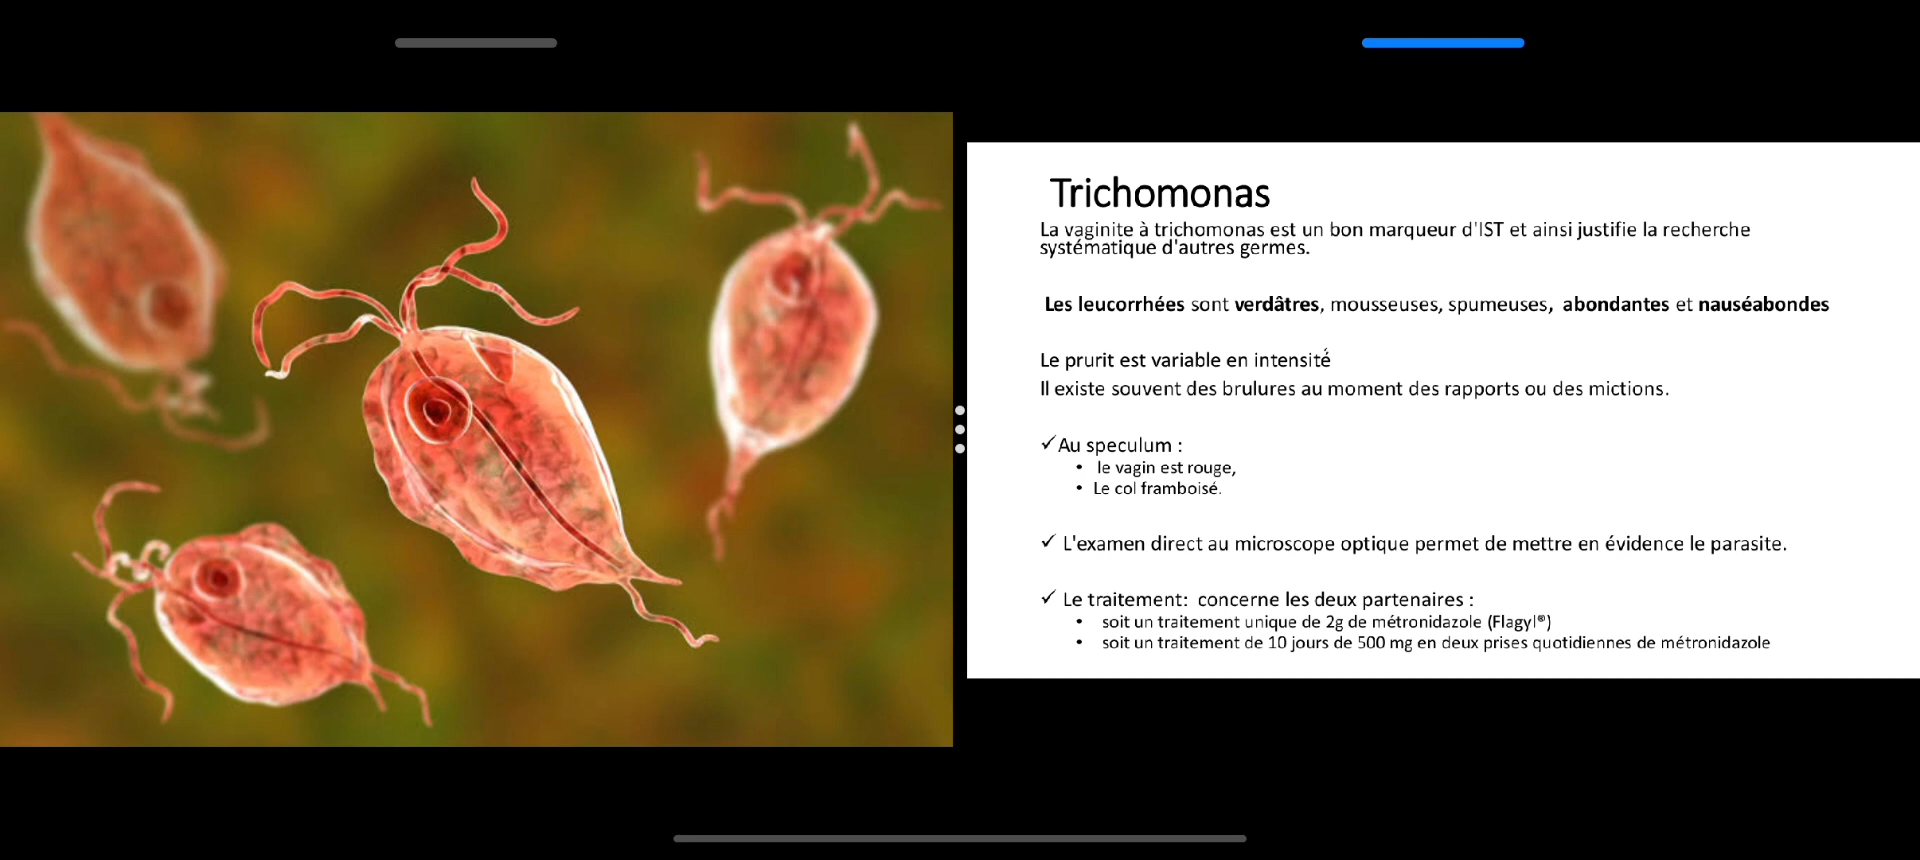 Trichomonas
La vaginite à trichomonas est un bon marqueur d'IST et ainsi justifie la recherche
systématique d'autres germes.
Les leucorrhées sont verdâtres, mousseuses, spumeuses, abondantes et nauséabondes
Le prurit est variable en intensité
Il existe souvent des brulures au moment des rapports ou des mictions.
✓Au speculum :
• le vagin est rouge,
• Le col framboisé.
✓ L'examen direct au microscope optique permet de mettre en évidence le parasite.
✓ Le traitement: concerne les deux partenaires :
• soit un traitement unique de 2g de métronidazole (Flagyl®)
• soit un traitement de 10 jours de 500 mg en deux prises quotidiennes de métronidazole